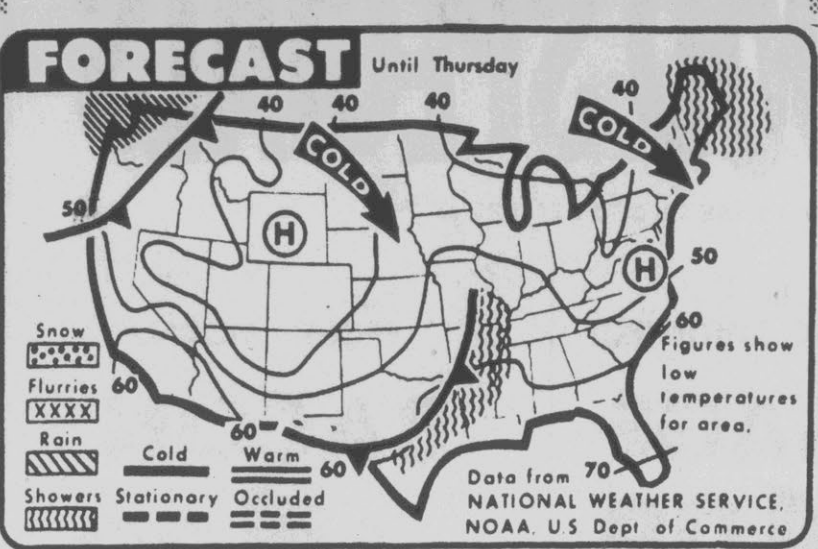 FORECAST Until Thursday
40 40 40 40
COLD COLD
50
H
H
50
60
60
60
60
70
Snow
Flurries
XXXX
Rain
Showers
Cold Warm
Stationary Occluded
Figures show
low
temperatures
for area.
Data from
NATIONAL WEATHER SERVICE,
NOAA, U.S Dept. of Commerce